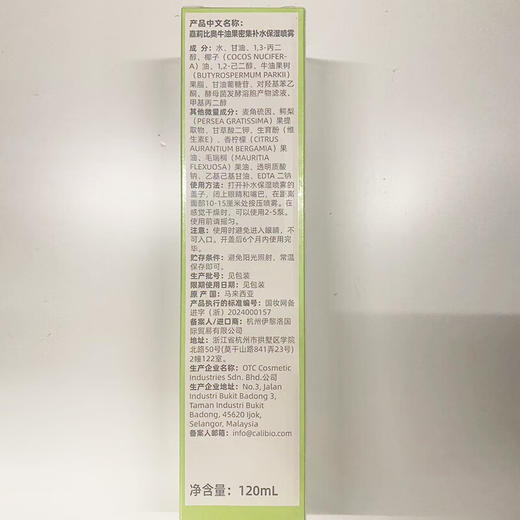 产品中文名称：
嘉莉比奥牛油果密集补水保湿喷雾
成 分：水、甘油、1,3-丙二
醇、椰子（COCOS NUCIFER-
A）油、1,2-己二醇、牛油果树
（BUTYROSPERMUM PARKII）
果脂、甘油葡糖苷、对羟基苯乙
酮、酵母菌发酵溶胞产物滤液、
甲基丙二醇
其他微量成分：麦角硫因、鳄梨
（PERSEA GRATISSIMA）果提
取物、甘草酸二钾、生育酚（维
生素E）、香柠檬（CITRUS
AURANTIUM BERGAMIA）果
油、毛瑞榈（MAURITIA
FLEXUOSA）果油、透明质酸
钠、乙基己基甘油、EDTA 二钠
使用方法：打开补水保湿喷雾的
盖子，闭上眼睛和嘴巴，在距离
面部10-15厘米处按压喷雾。在
感觉干燥时，可以使用2-5泵。
使用前请摇匀。
注意：使用时避免进入眼睛，不
可入口。开盖后6个月内使用完
毕。
贮存条件：避免阳光照射，常温
保存即可。
生产批号：见包装
限期使用日期：见包装
原 产 国：马来西亚
产品执行的标准编号：国妆网备
进字（浙）2024000157
备案人/进口商：杭州伊黎洛国
际贸易有限公司
地址：浙江省杭州市拱墅区学院
北路50号(莫干山路841弄23号)
2幢122室。
生产企业名称：OTC Cosmetic
Industries Sdn. Bhd.公司
生产企业地址：No.3, Jalan
Industri Bukit Badong 3,
Taman Industri Bukit
Badong, 45620 Ijok,
Selangor, Malaysia
备案人邮箱：info@calibio.com
净含量：120mL